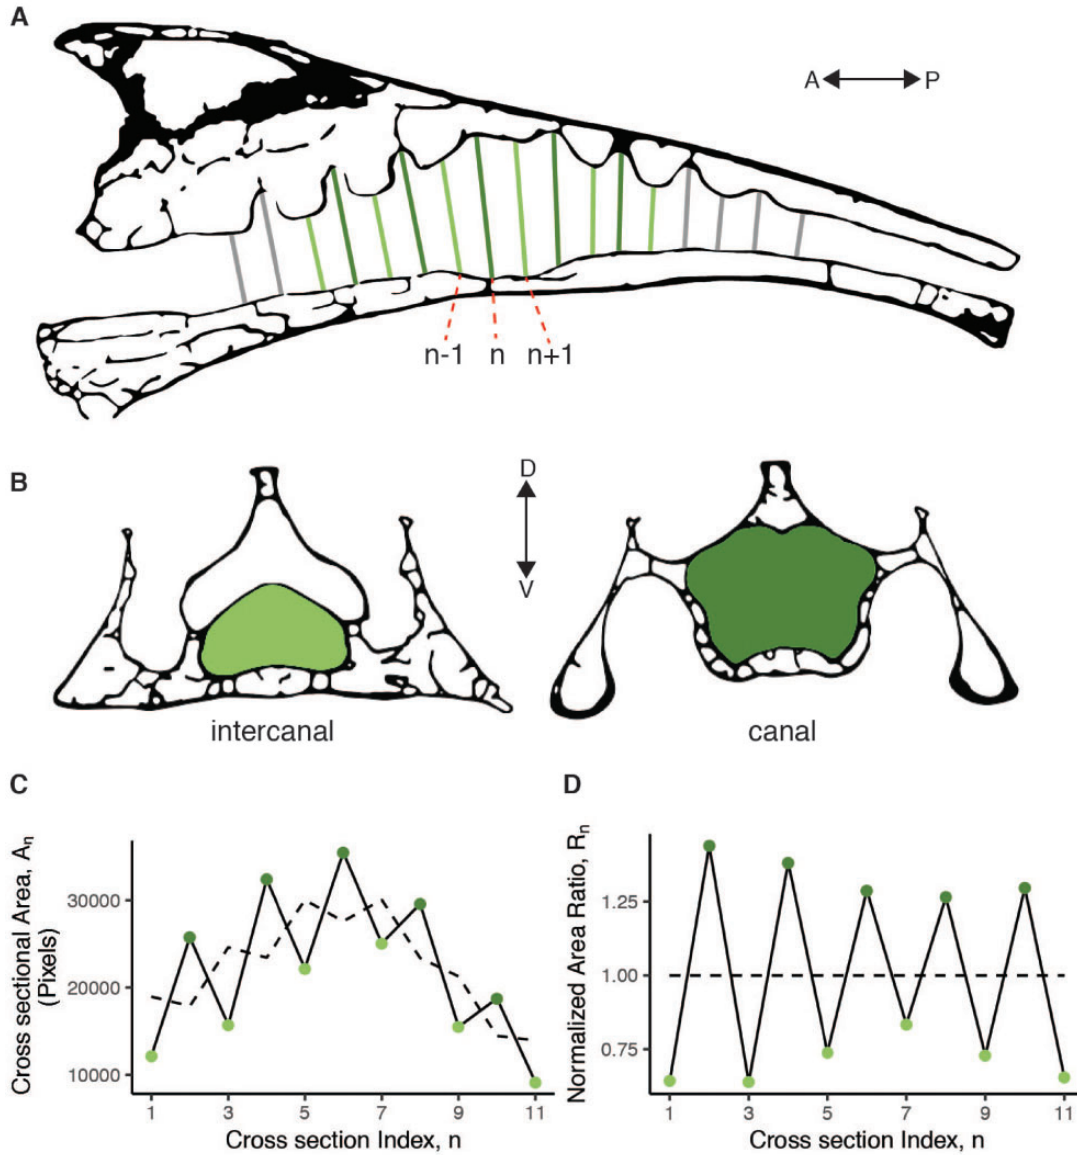 A
A P
n-1 n n+1
B
D
V
intercanal canal
C D
Cross sectional Area, Aₙ
(Pixels)
30000
20000
10000
1 3 5 7 9 11
Cross section Index, n
Normalized Area Ratio, Rₙ
1.25
1.00
0.75
1 3 5 7 9 11
Cross section Index, n